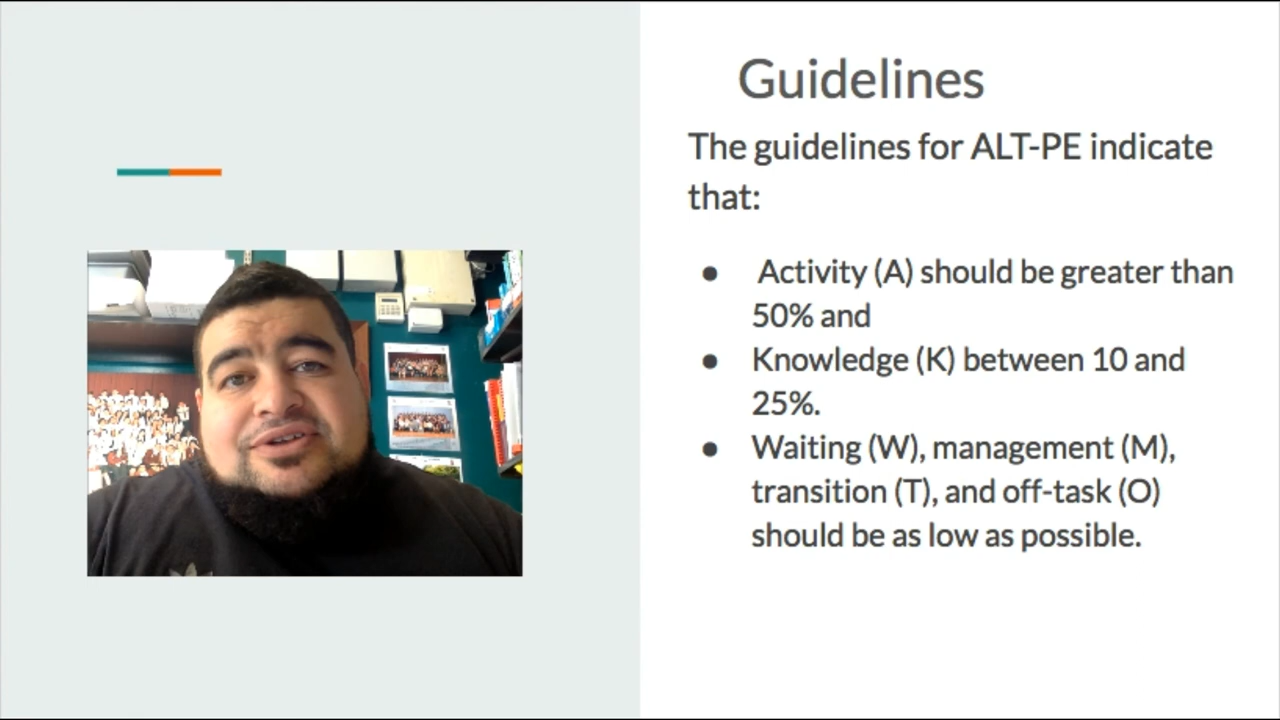 Guidelines
The guidelines for ALT-PE indicate
that:
● Activity (A) should be greater than
50% and
● Knowledge (K) between 10 and
25%.
● Waiting (W), management (M),
transition (T), and off-task (O)
should be as low as possible.